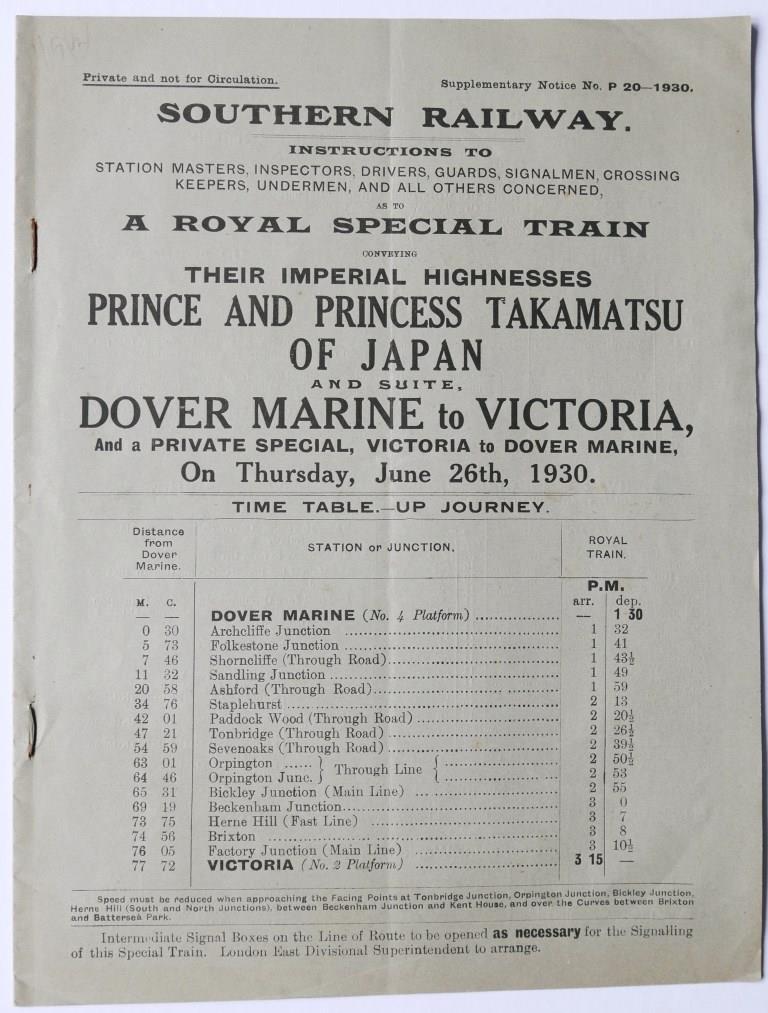 Private and not for Circulation.
Supplementary Notice No. P 20—1930.
SOUTHERN RAILWAY.
INSTRUCTIONS TO
STATION MASTERS, INSPECTORS, DRIVERS, GUARDS, SIGNALMEN, CROSSING
KEEPERS, UNDERMEN, AND ALL OTHERS CONCERNED,
AS TO
A ROYAL SPECIAL TRAIN
CONVEYING
THEIR IMPERIAL HIGHNESSES
PRINCE AND PRINCESS TAKAMATSU
OF JAPAN
AND SUITE,
DOVER MARINE to VICTORIA,
And a PRIVATE SPECIAL, VICTORIA to DOVER MARINE,
On Thursday, June 26th, 1930.
TIME TABLE.—UP JOURNEY.
Distance from Dover Marine. STATION or JUNCTION. ROYAL TRAIN.
P.M.
M. C. arr. dep.
— — DOVER MARINE (No. 4 Platform) — 1 30
0 30 Archcliffe Junction 1 32
5 73 Folkestone Junction 1 41
7 46 Shorncliffe (Through Road) 1 43½
11 32 Sandling Junction 1 49
20 58 Ashford (Through Road) 1 59
34 76 Staplehurst 2 13
42 01 Paddock Wood (Through Road) 2 20½
47 21 Tonbridge (Through Road) 2 26½
54 59 Sevenoaks (Through Road) 2 39½
63 01 Orpington } Through Line { 2 50½
64 46 Orpington Junc. 2 53
65 31 Bickley Junction (Main Line) 2 55
69 19 Beckenham Junction 3 0
73 75 Herne Hill (Fast Line) 3 7
74 56 Brixton 3 8
76 05 Factory Junction (Main Line) 3 10½
77 72 VICTORIA (No. 2 Platform) 3 15 —
Speed must be reduced when approaching the Facing Points at Tonbridge Junction, Orpington Junction, Bickley Junction,
Herne Hill (South and North Junctions), between Beckenham Junction and Kent House, and over the Curves between Brixton
and Battersea Park.
Intermediate Signal Boxes on the Line of Route to be opened as necessary for the Signalling
of this Special Train. London East Divisional Superintendent to arrange.